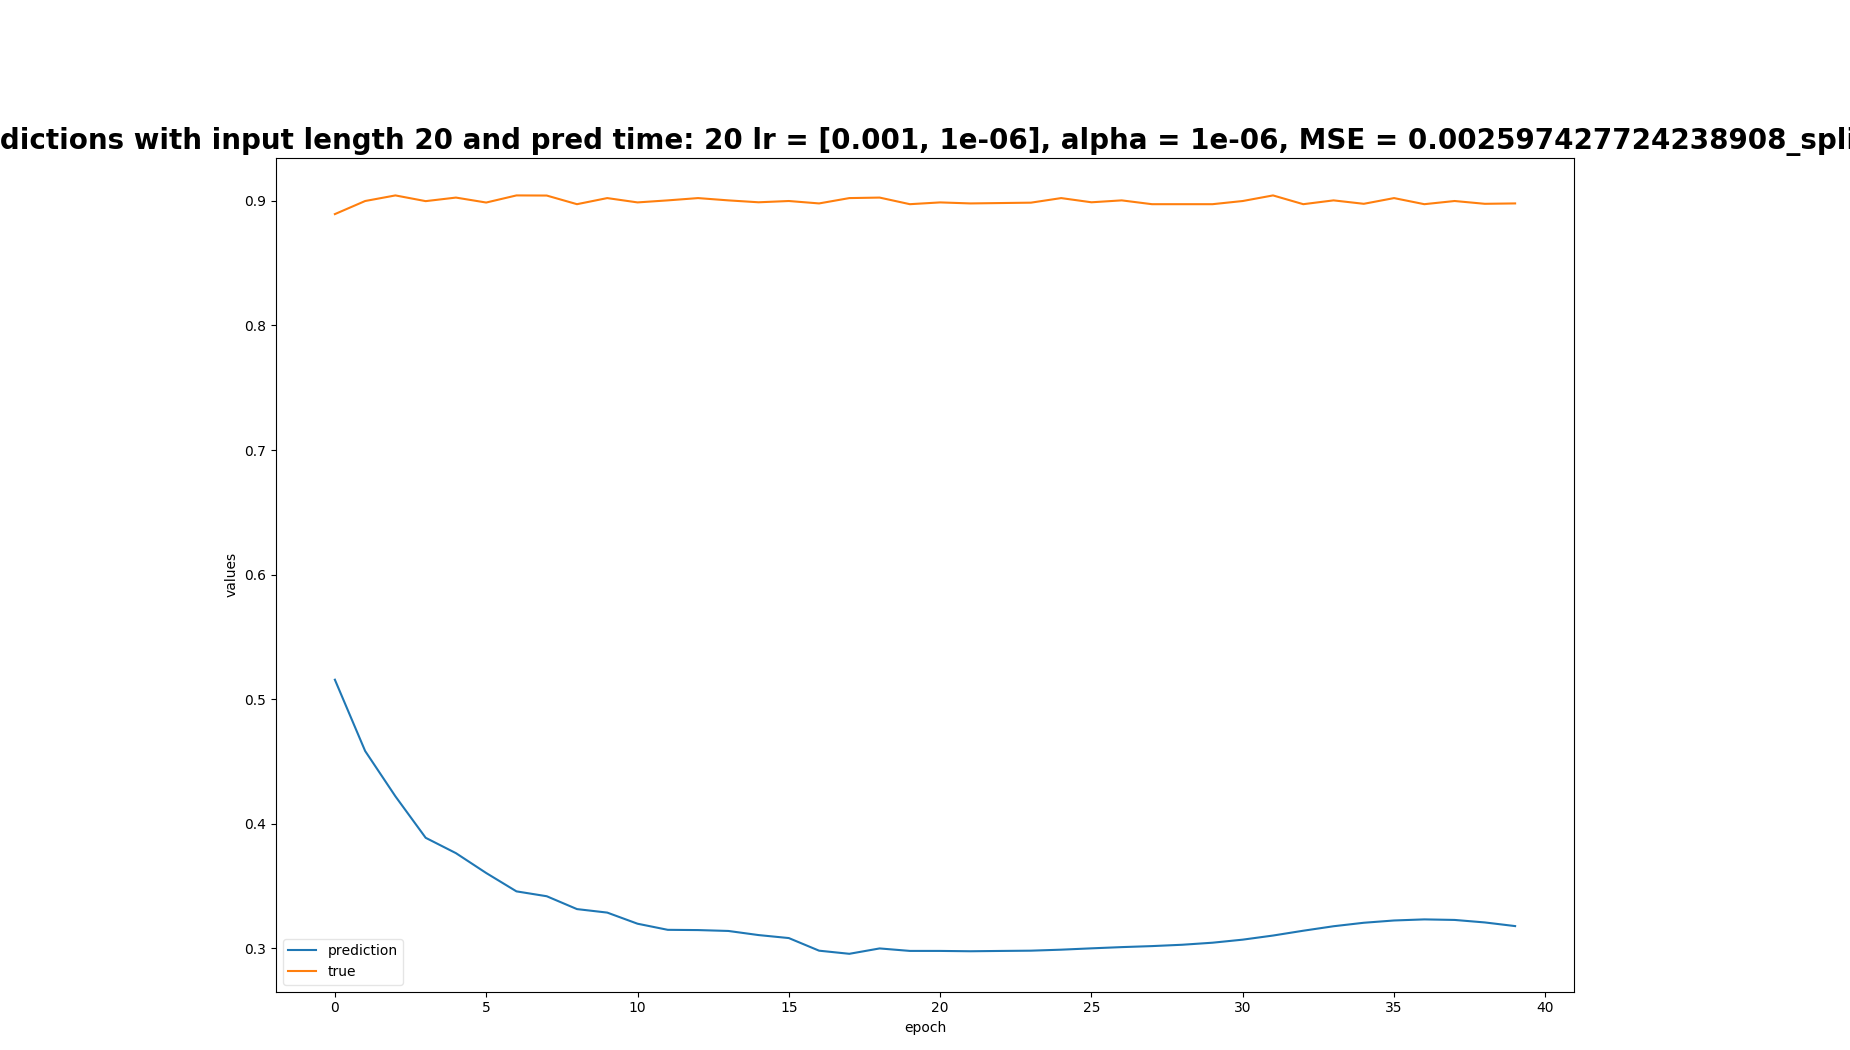 dictions with input length 20 and pred time: 20 lr = [0.001, 1e-06], alpha = 1e-06, MSE = 0.002597427724238908_spli
0.9
0.8
0.7
0.6
0.5
0.4
0.3
values
prediction
true
0 5 10 15 20 25 30 35 40
epoch